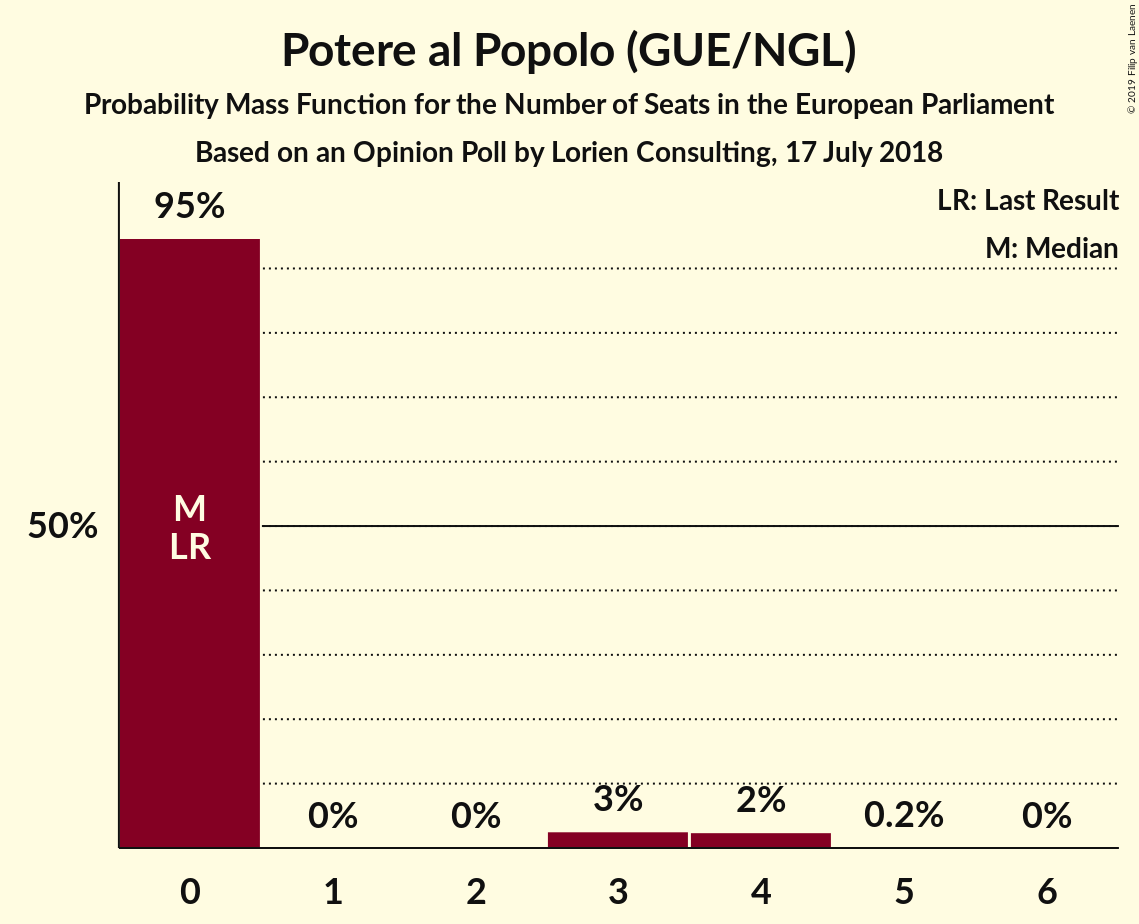 Potere al Popolo (GUE/NGL)
Probability Mass Function for the Number of Seats in the European Parliament
Based on an Opinion Poll by Lorien Consulting, 17 July 2018
© 2019 Filip van Laenen
LR: Last Result
M: Median
95%
50%
M
LR
0%
0%
3%
2%
0.2%
0%
0
1
2
3
4
5
6